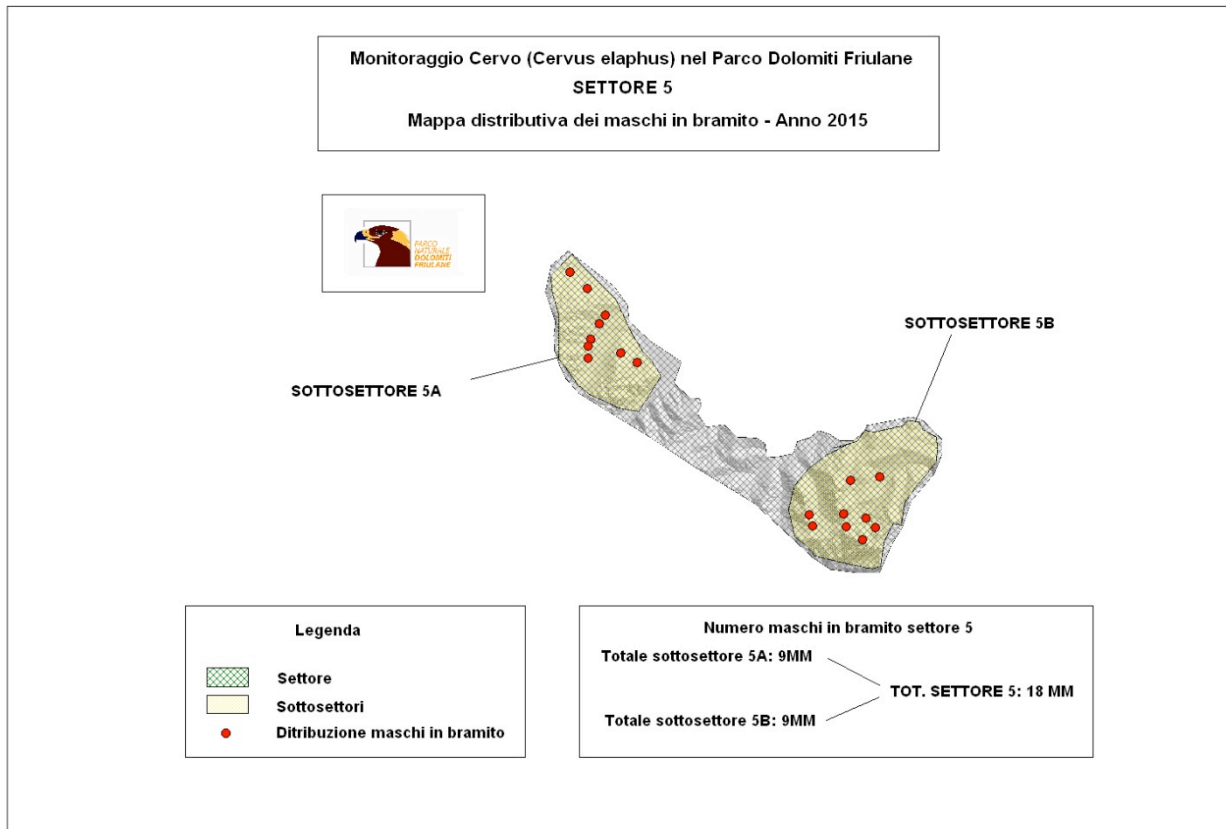 Monitoraggio Cervo (Cervus elaphus) nel Parco Dolomiti Friulane
SETTORE 5
Mappa distributiva dei maschi in bramito - Anno 2015
PARCO
NATURALE
DOLOMITI
FRIULANE
SOTTOSETTORE 5B
SOTTOSETTORE 5A
Legenda
Settore
Sottosettori
Ditribuzione maschi in bramito
Numero maschi in bramito settore 5
Totale sottosettore 5A: 9MM
TOT. SETTORE 5: 18 MM
Totale sottosettore 5B: 9MM